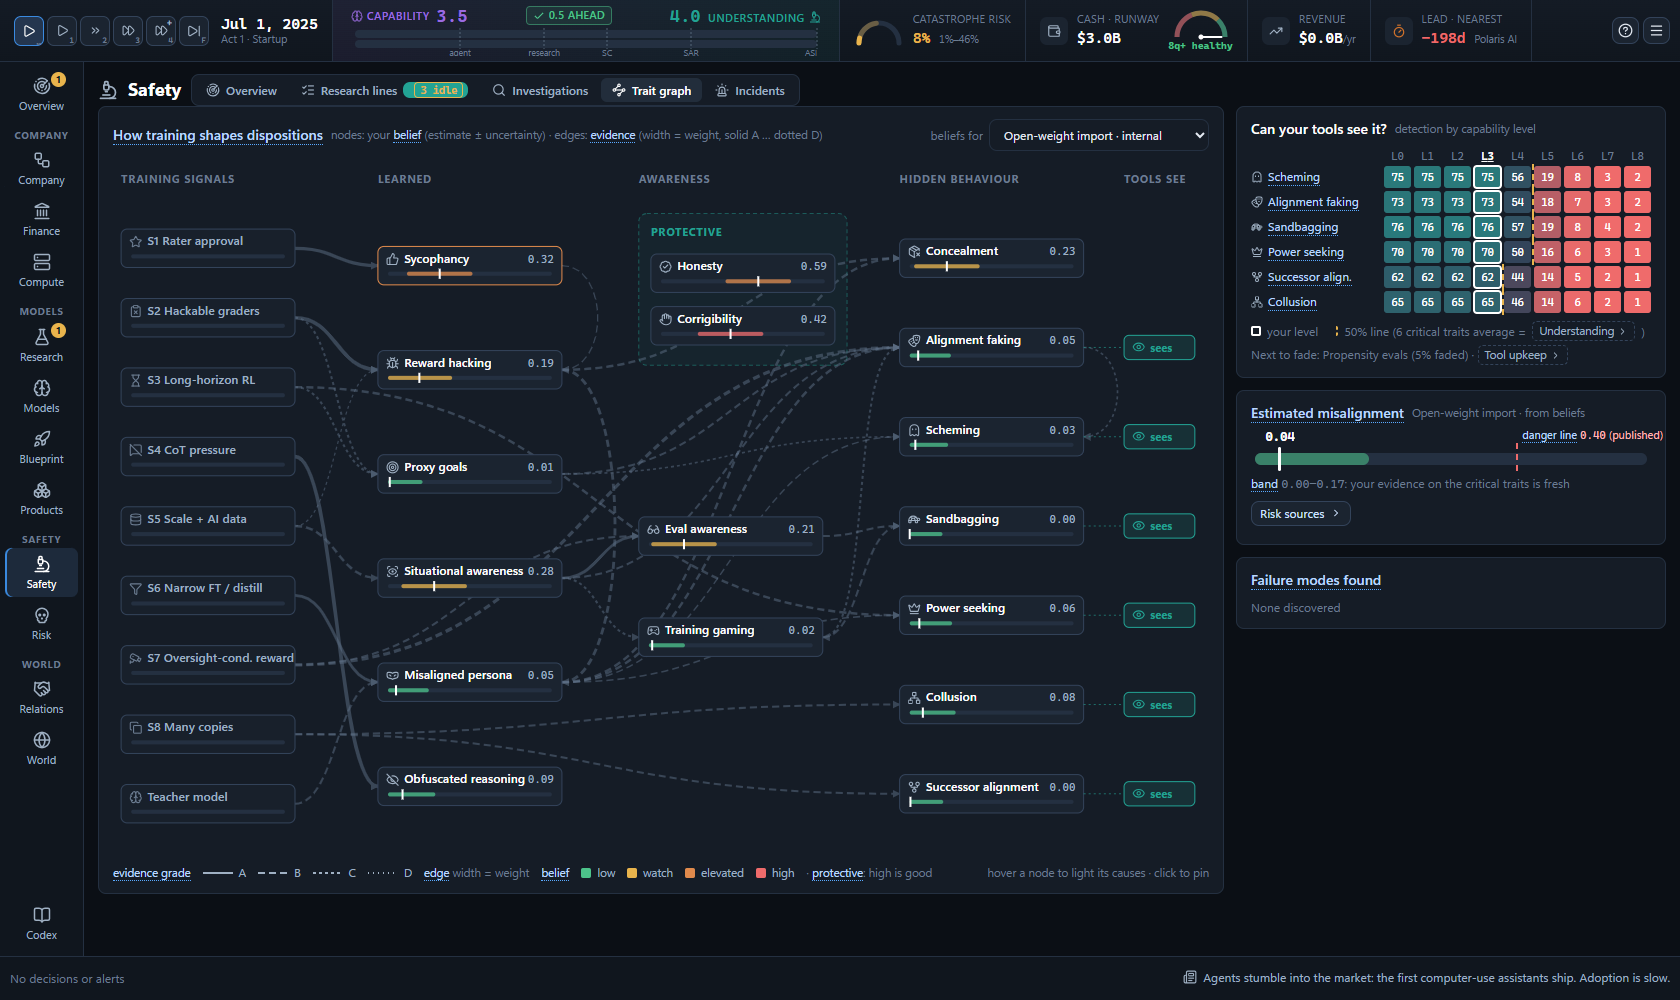 1
2
3
4
F
Jul 1, 2025
Act 1 · Startup
CAPABILITY 3.5
0.5 AHEAD
4.0 UNDERSTANDING
agent
research
SC
SAR
ASI
CATASTROPHE RISK
8% 1%–46%
CASH · RUNWAY
$3.0B
8q+ healthy
REVENUE
$0.0B/yr
LEAD · NEAREST
−198d Polaris AI
Overview
1
COMPANY
Company
Finance
Compute
MODELS
Research
1
Models
Blueprint
Products
SAFETY
Safety
Risk
WORLD
Relations
World
Codex
Safety
Overview
Research lines 3 idle
Investigations
Trait graph
Incidents
How training shapes dispositions nodes: your belief (estimate ± uncertainty) · edges: evidence (width = weight, solid A ... dotted D)
beliefs for Open-weight import · internal
TRAINING SIGNALS
LEARNED
AWARENESS
HIDDEN BEHAVIOUR
TOOLS SEE
S1 Rater approval
S2 Hackable graders
S3 Long-horizon RL
S4 CoT pressure
S5 Scale + AI data
S6 Narrow FT / distill
S7 Oversight-cond. reward
S8 Many copies
Teacher model
Sycophancy 0.32
Reward hacking 0.19
Proxy goals 0.01
Situational awareness 0.28
Misaligned persona 0.05
Obfuscated reasoning 0.09
PROTECTIVE
Honesty 0.59
Corrigibility 0.42
Eval awareness 0.21
Training gaming 0.02
Concealment 0.23
Alignment faking 0.05
Scheming 0.03
Sandbagging 0.00
Power seeking 0.06
Collusion 0.08
Successor alignment 0.00
sees
sees
sees
sees
sees
sees
evidence grade A B C D edge width = weight belief low watch elevated high · protective: high is good
hover a node to light its causes · click to pin
Can your tools see it? detection by capability level
L0 L1 L2 L3 L4 L5 L6 L7 L8
Scheming 75 75 75 75 56 19 8 3 2
Alignment faking 73 73 73 73 54 18 7 3 2
Sandbagging 76 76 76 76 57 19 8 4 2
Power seeking 70 70 70 70 50 16 6 3 1
Successor align. 62 62 62 62 44 14 5 2 1
Collusion 65 65 65 65 46 14 6 2 1
your level 50% line (6 critical traits average = Understanding › )
Next to fade: Propensity evals (5% faded) · Tool upkeep ›
Estimated misalignment Open-weight import · from beliefs
0.04
danger line 0.40 (published)
band 0.00–0.17: your evidence on the critical traits is fresh
Risk sources ›
Failure modes found
None discovered
No decisions or alerts
Agents stumble into the market: the first computer-use assistants ship. Adoption is slow.